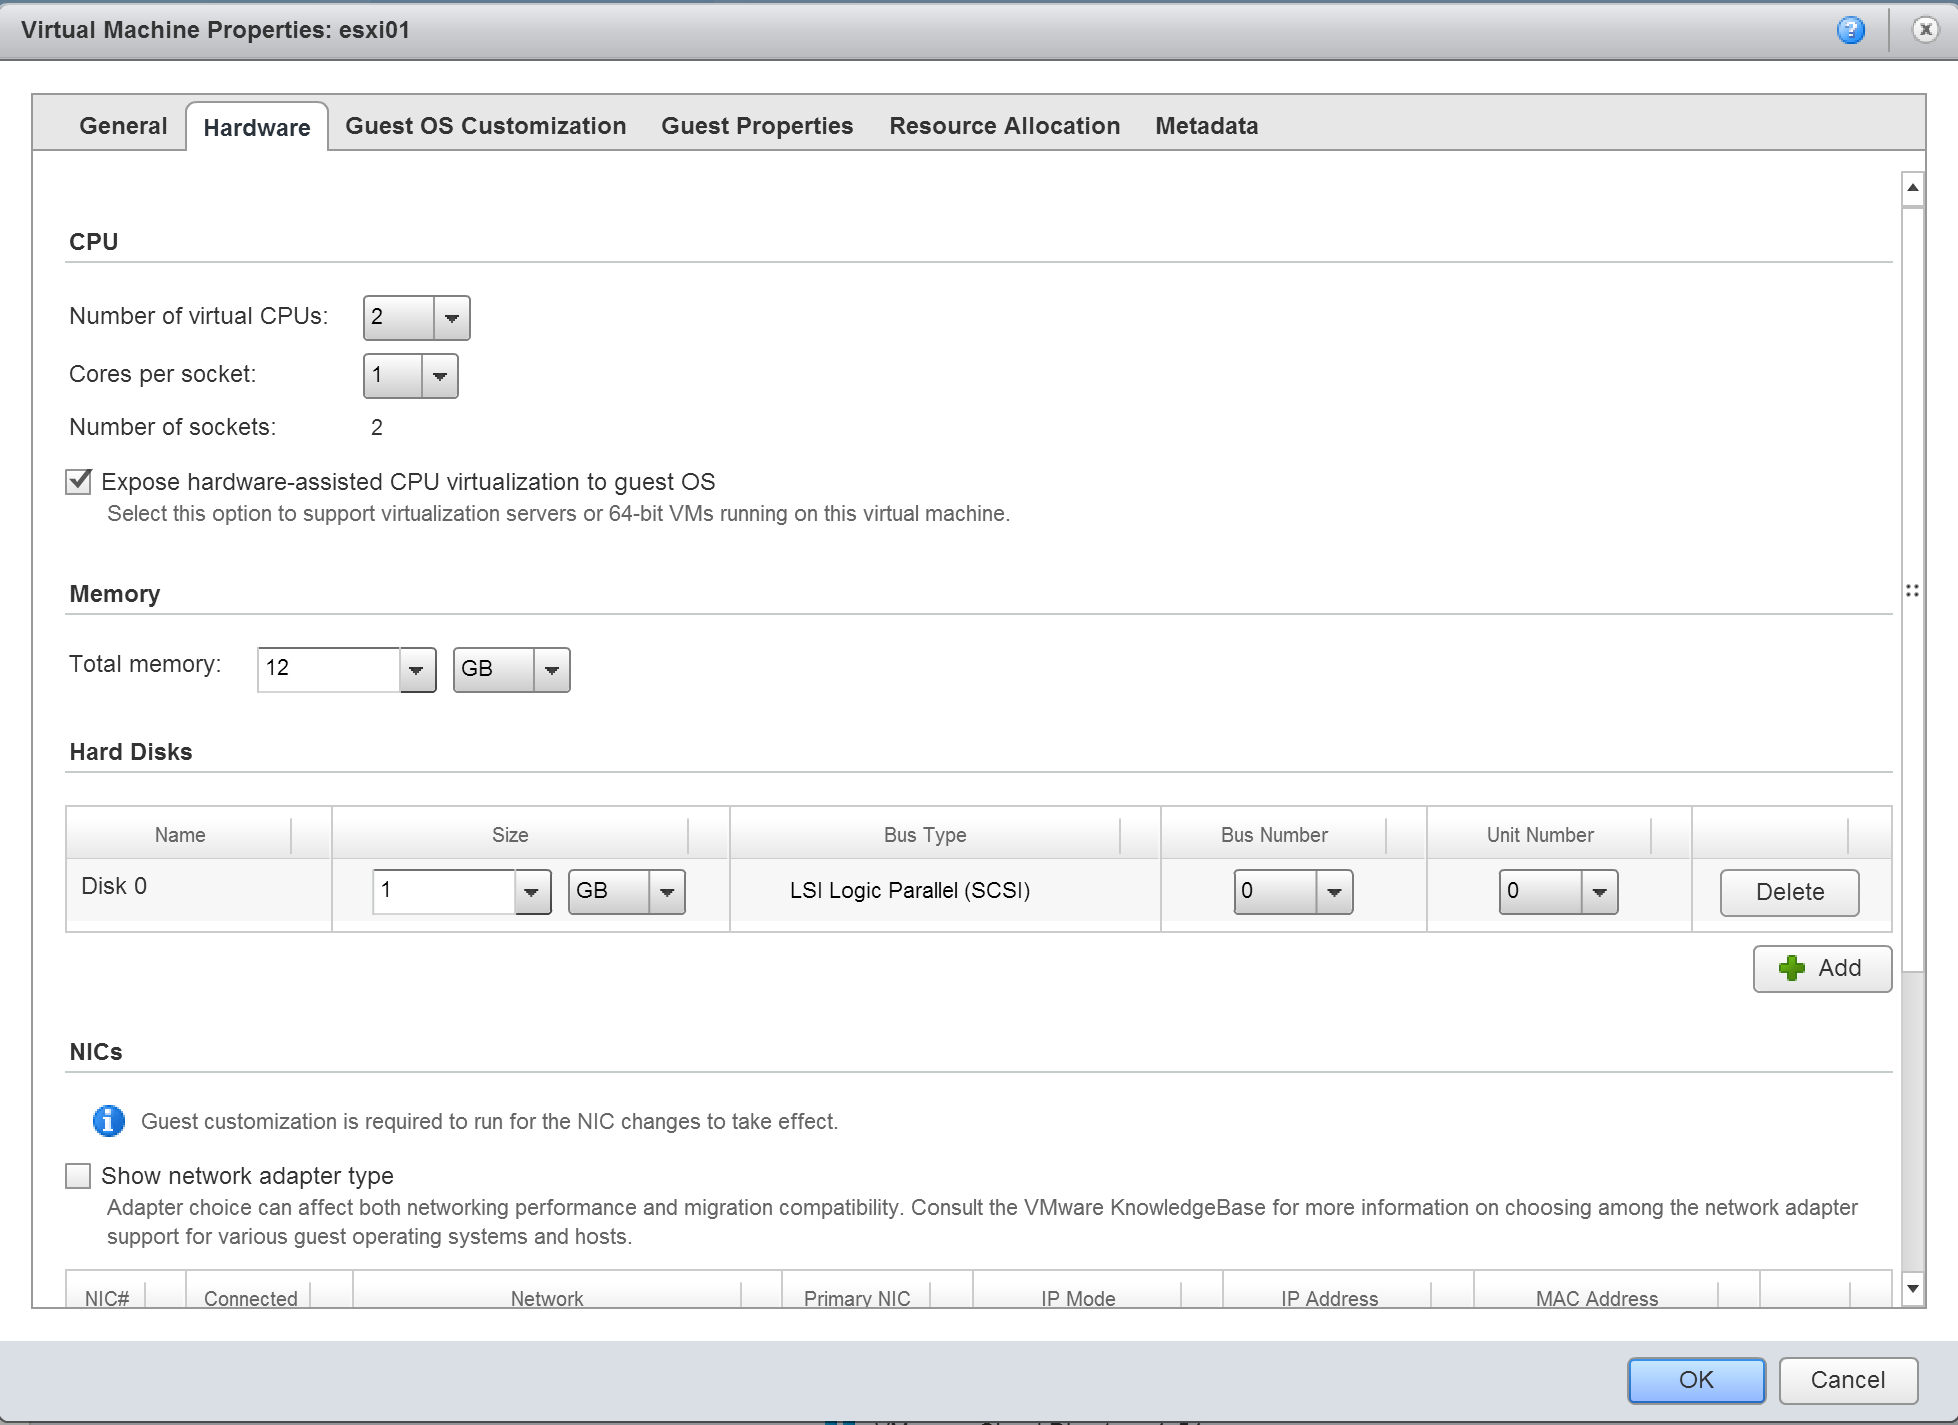 Virtual Machine Properties: esxi01
General Hardware Guest OS Customization Guest Properties Resource Allocation Metadata
CPU
Number of virtual CPUs: 2
Cores per socket: 1
Number of sockets: 2
Expose hardware-assisted CPU virtualization to guest OS
Select this option to support virtualization servers or 64-bit VMs running on this virtual machine.
Memory
Total memory: 12 GB
Hard Disks
Name Size Bus Type Bus Number Unit Number
Disk 0 1 GB LSI Logic Parallel (SCSI) 0 0 Delete
Add
NICs
Guest customization is required to run for the NIC changes to take effect.
Show network adapter type
Adapter choice can affect both networking performance and migration compatibility. Consult the VMware KnowledgeBase for more information on choosing among the network adapter
support for various guest operating systems and hosts.
NIC# Connected Network Primary NIC IP Mode IP Address MAC Address
OK Cancel